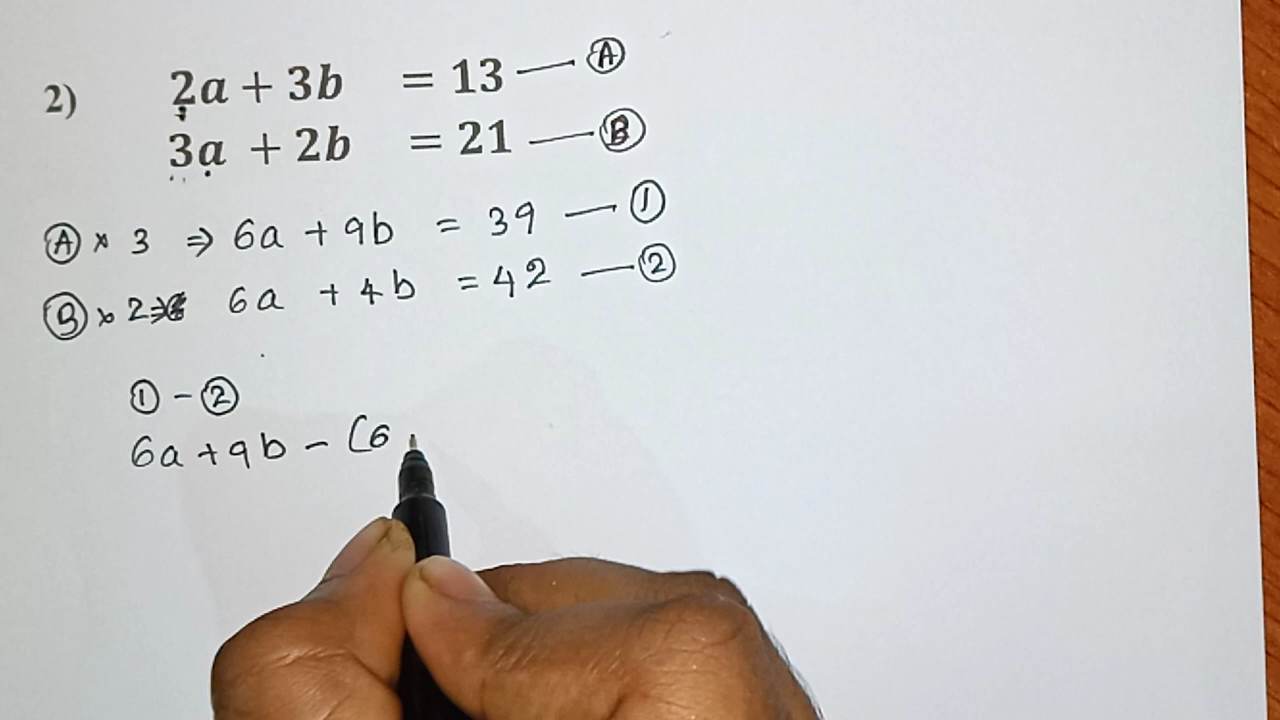 2) 2a + 3b = 13 — Ⓐ
3a + 2b = 21 — Ⓑ
Ⓐ × 3 ⇒ 6a + 9b = 39 — ①
Ⓑ × 2 ⇒ 6a + 4b = 42 — ②
① - ②
6a + 9b - (6